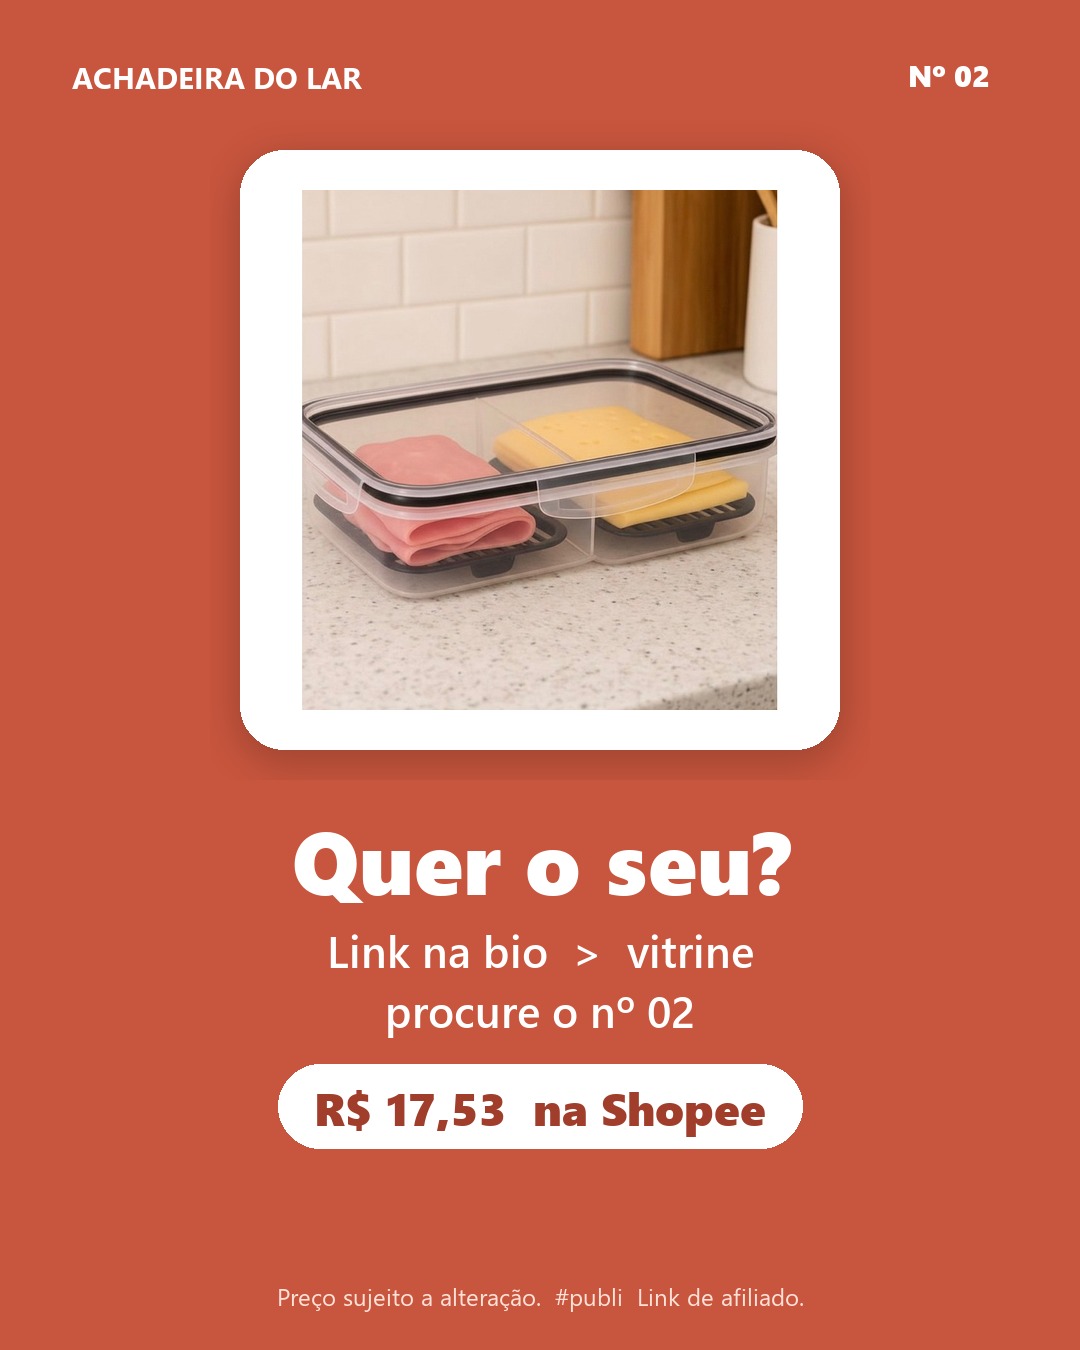 ACHADEIRA DO LAR
Nº 02
Quer o seu?
Link na bio > vitrine
procure o nº 02
R$ 17,53 na Shopee
Preço sujeito a alteração. #publi Link de afiliado.